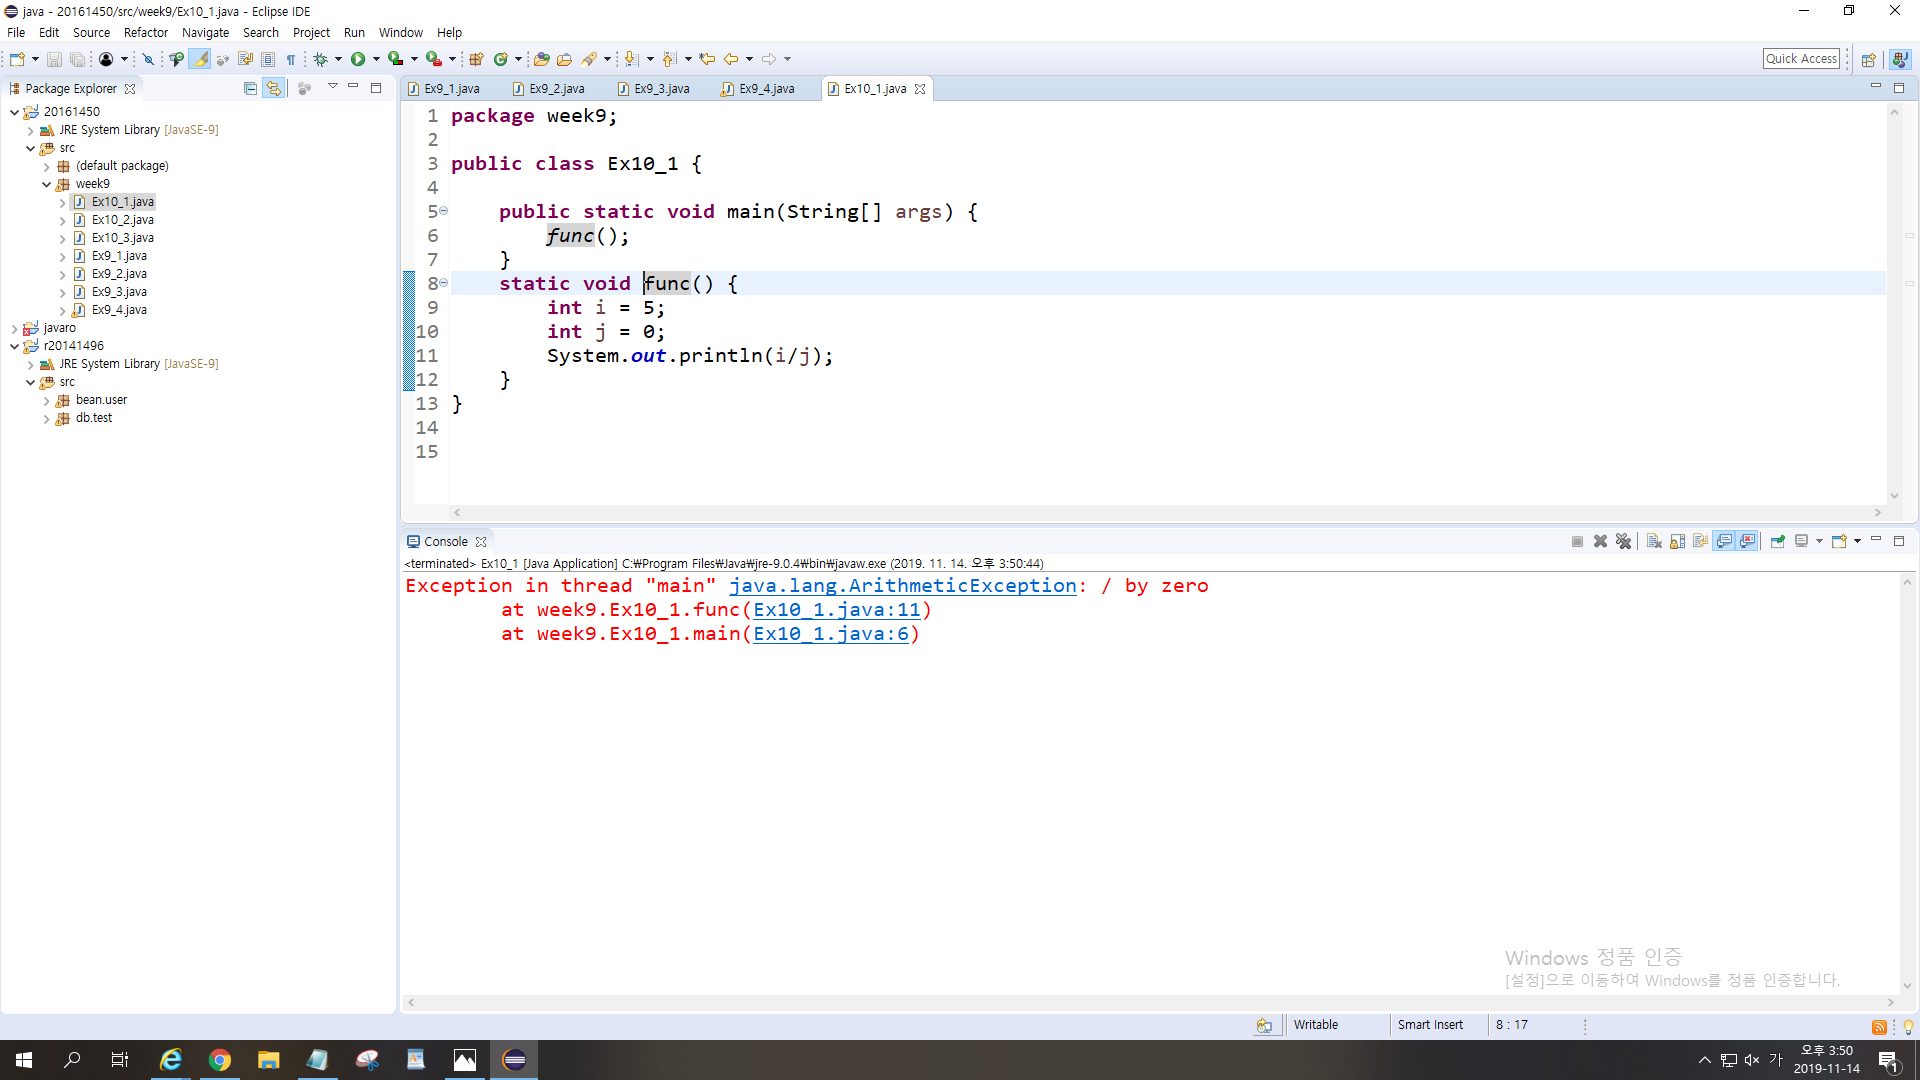 java - 20161450/src/week9/Ex10_1.java - Eclipse IDE
File Edit Source Refactor Navigate Search Project Run Window Help
Quick Access
Package Explorer
20161450
JRE System Library [JavaSE-9]
src
(default package)
week9
Ex10_1.java
Ex10_2.java
Ex10_3.java
Ex9_1.java
Ex9_2.java
Ex9_3.java
Ex9_4.java
javaro
r20141496
JRE System Library [JavaSE-9]
src
bean.user
db.test
Ex9_1.java Ex9_2.java Ex9_3.java Ex9_4.java Ex10_1.java
1 package week9;
2
3 public class Ex10_1 {
4
5 public static void main(String[] args) {
6 func();
7 }
8 static void func() {
9 int i = 5;
10 int j = 0;
11 System.out.println(i/j);
12 }
13 }
14
15
Console
<terminated> Ex10_1 [Java Application] C:₩Program Files₩Java₩jre-9.0.4₩bin₩javaw.exe (2019. 11. 14. 오후 3:50:44)
Exception in thread "main" java.lang.ArithmeticException: / by zero
at week9.Ex10_1.func(Ex10_1.java:11)
at week9.Ex10_1.main(Ex10_1.java:6)
Windows 정품 인증
[설정]으로 이동하여 Windows를 정품 인증합니다.
Writable Smart Insert 8 : 17
가 오후 3:50
2019-11-14
1